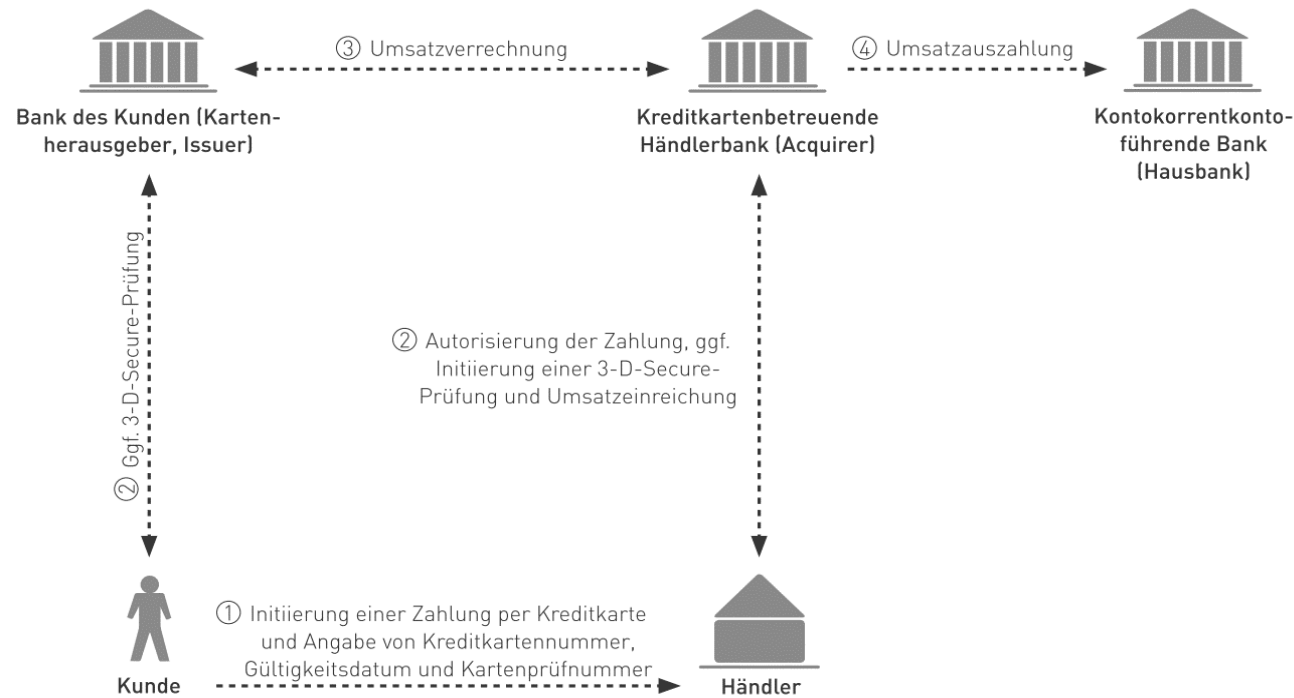 ③ Umsatzverrechnung
④ Umsatzauszahlung
Bank des Kunden (Karten-
herausgeber, Issuer)
Kreditkartenbetreuende
Händlerbank (Acquirer)
Kontokorrentkonto-
führende Bank
(Hausbank)
② Ggf. 3-D-Secure-Prüfung
② Autorisierung der Zahlung, ggf.
Initiierung einer 3-D-Secure-
Prüfung und Umsatzeinreichung
① Initiierung einer Zahlung per Kreditkarte
und Angabe von Kreditkartennummer,
Gültigkeitsdatum und Kartenprüfnummer
Kunde
Händler